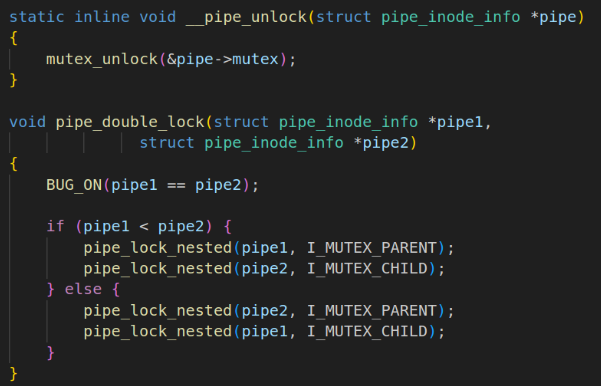 static inline void __pipe_unlock(struct pipe_inode_info *pipe)
{
    mutex_unlock(&pipe->mutex);
}

void pipe_double_lock(struct pipe_inode_info *pipe1,
              struct pipe_inode_info *pipe2)
{
    BUG_ON(pipe1 == pipe2);

    if (pipe1 < pipe2) {
        pipe_lock_nested(pipe1, I_MUTEX_PARENT);
        pipe_lock_nested(pipe2, I_MUTEX_CHILD);
    } else {
        pipe_lock_nested(pipe2, I_MUTEX_PARENT);
        pipe_lock_nested(pipe1, I_MUTEX_CHILD);
    }
}